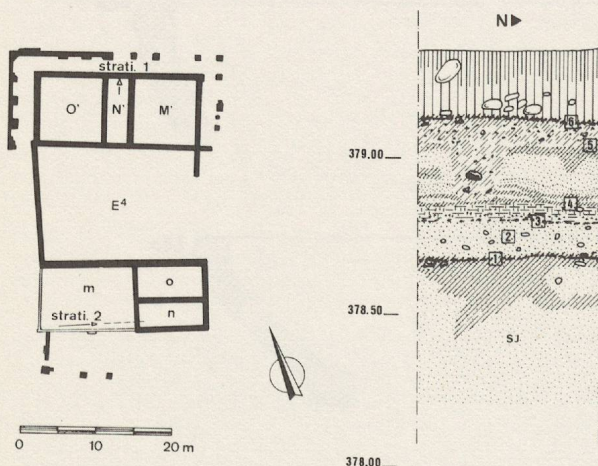 strati. 1
O' N' M'
E⁴
m o
n
strati. 2
0 10 20 m
N
6
5
379.00
4
3
2
1
378.50
SJ
378.00